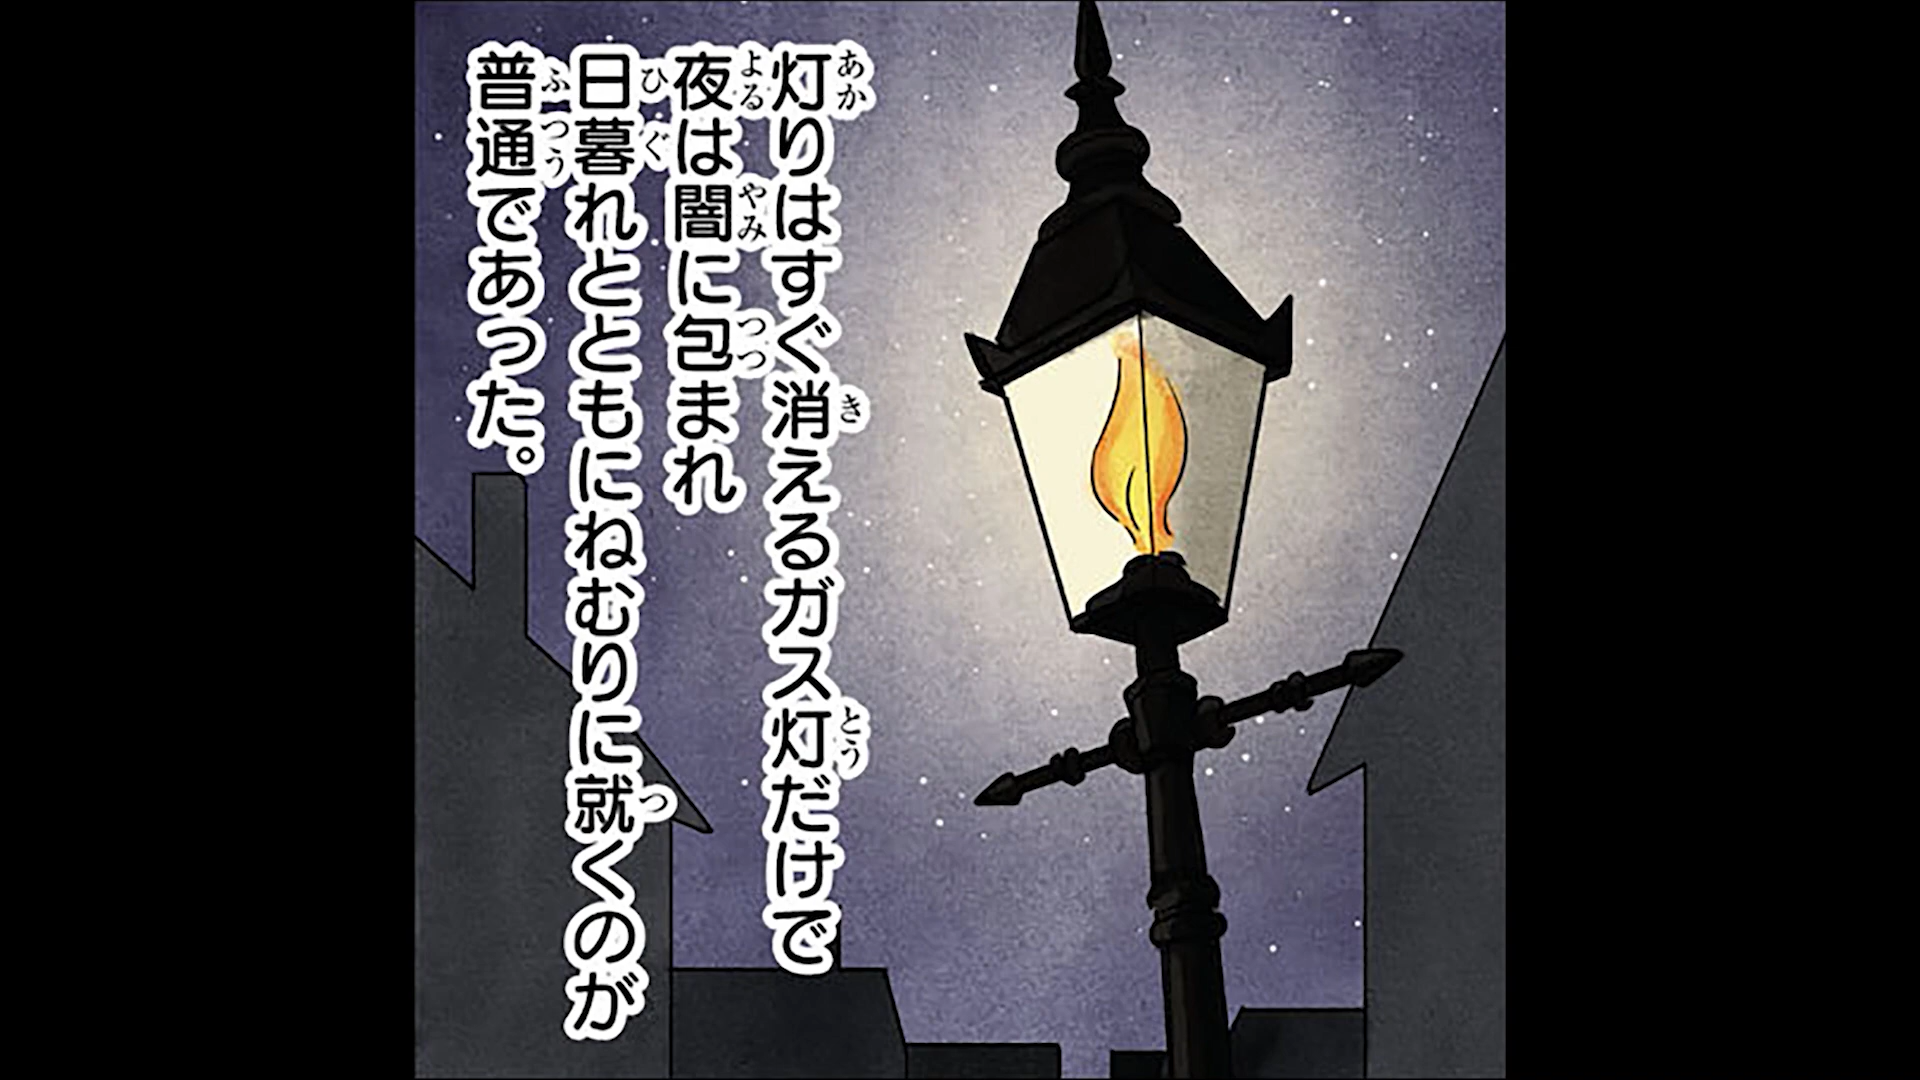 灯りはすぐ消えるガス灯だけで
夜は闇に包まれ
日暮れとともにねむりに就くのが
普通であった。